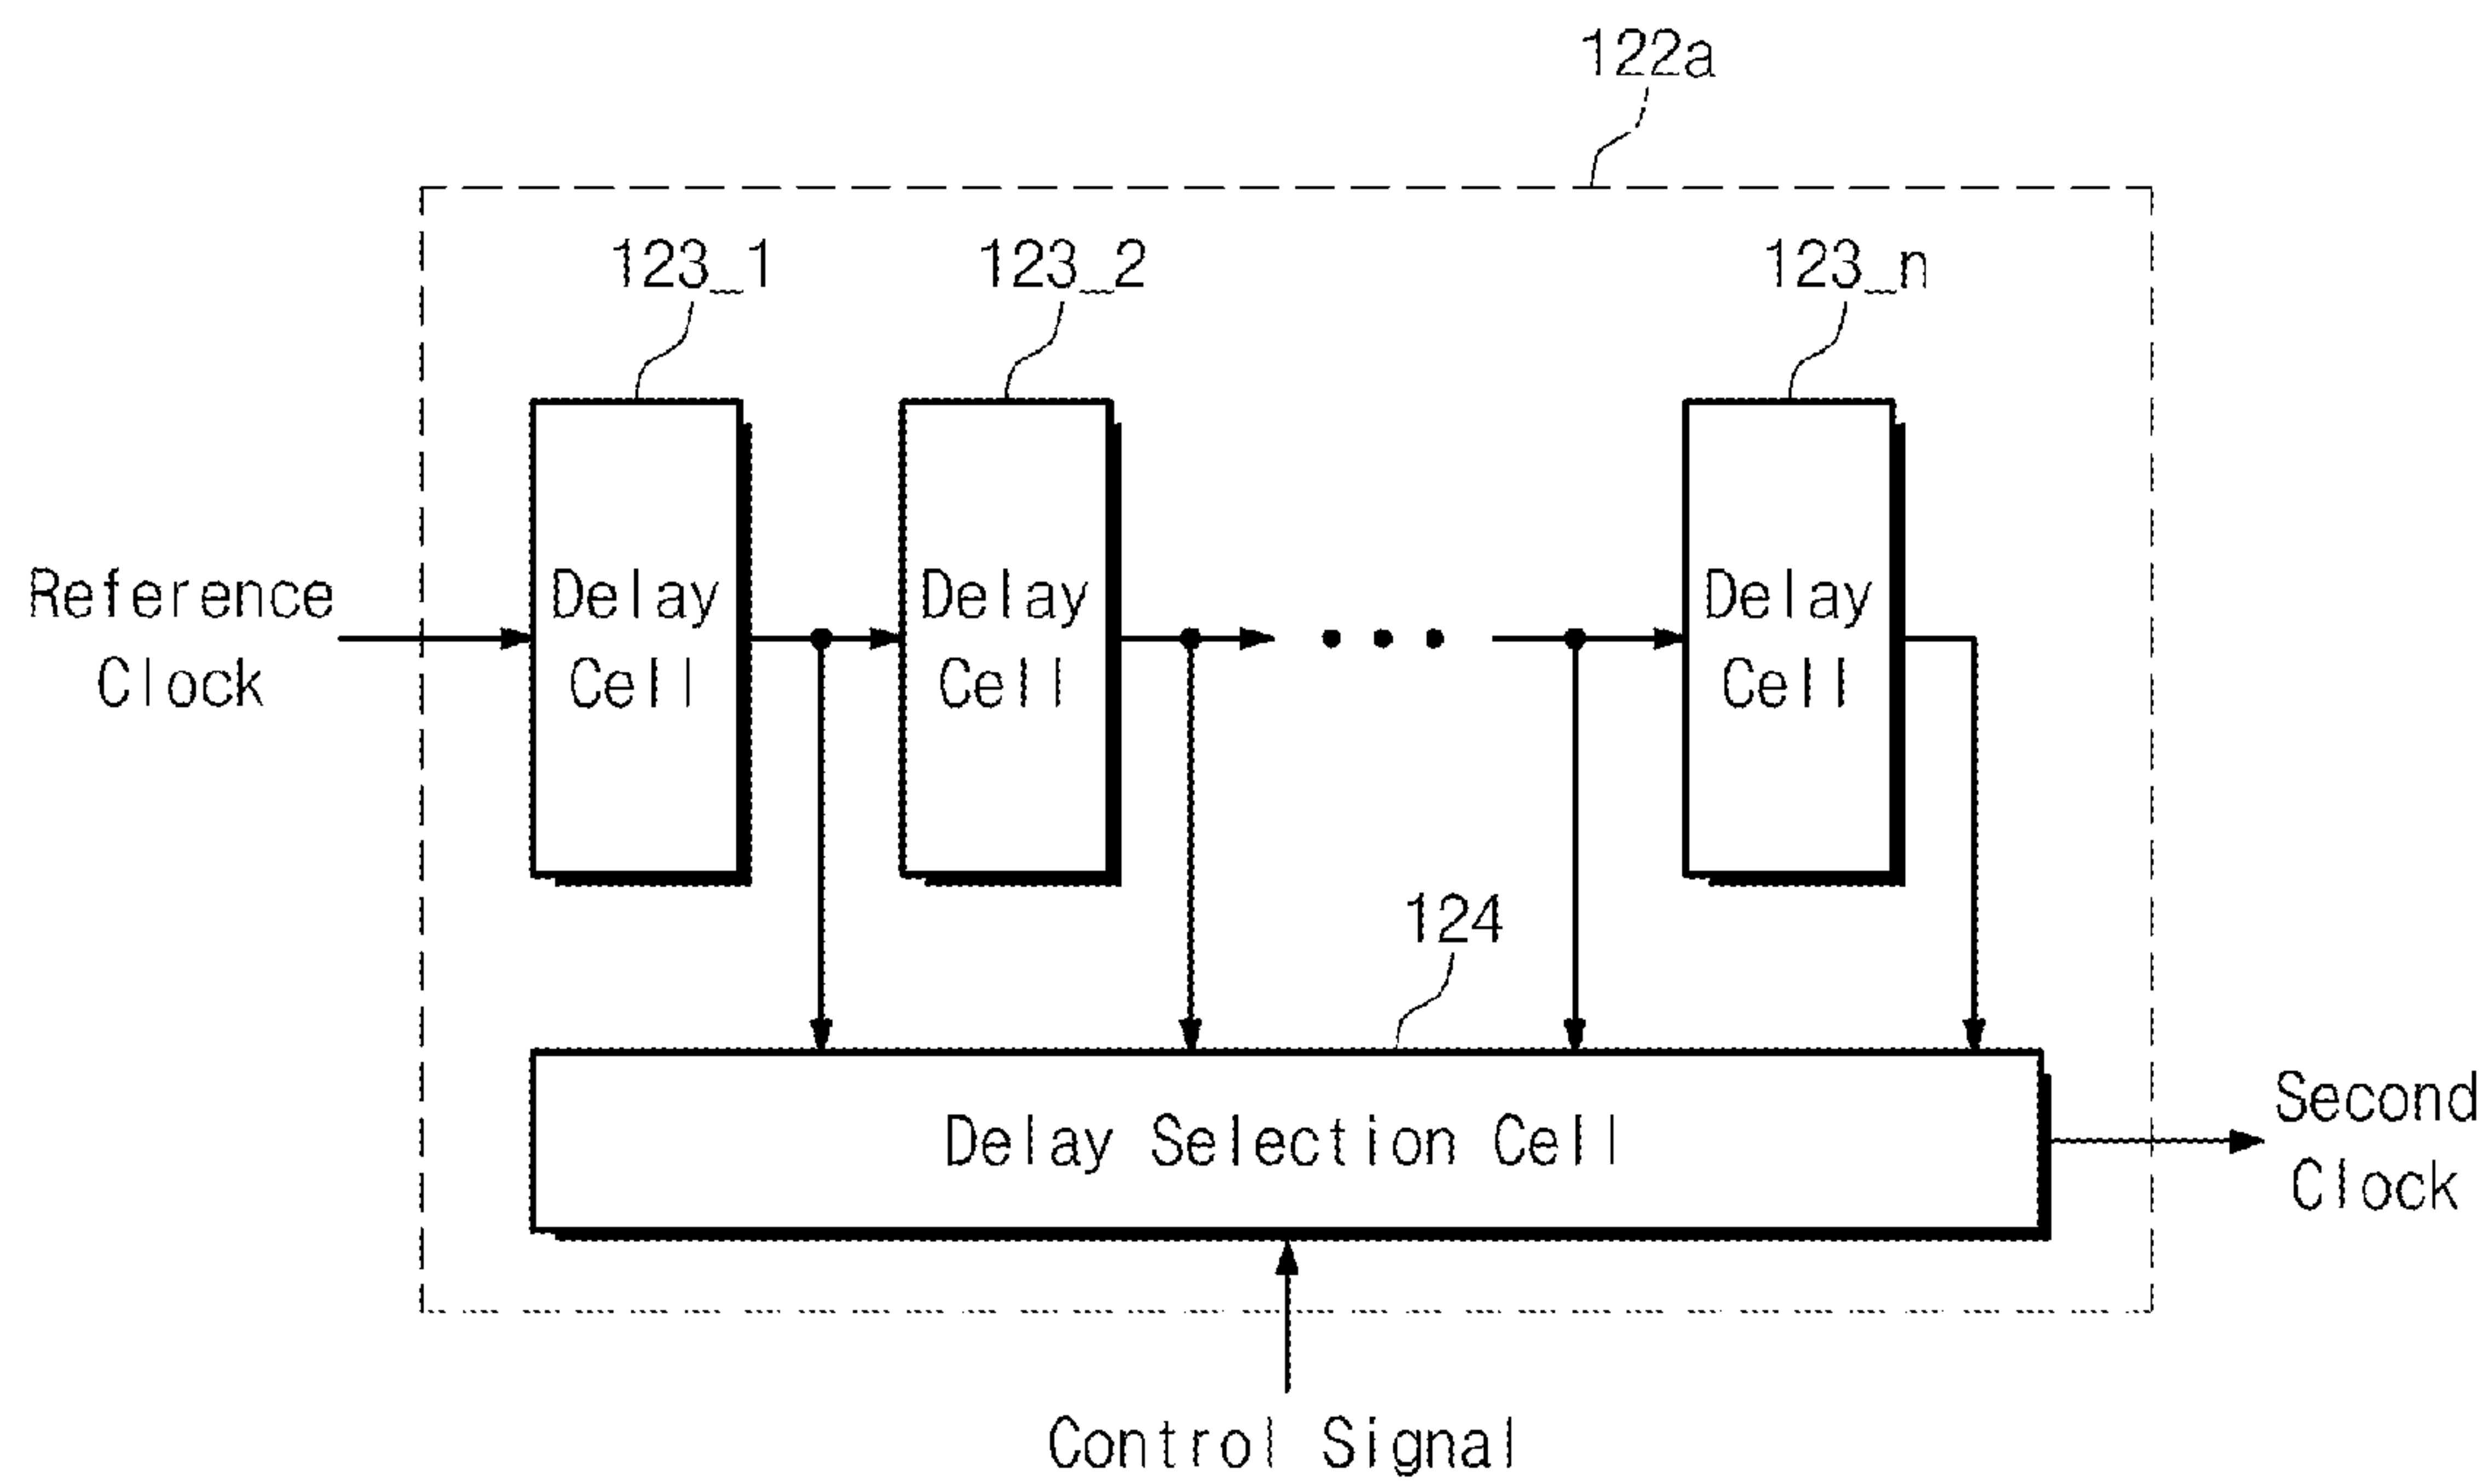 122a
123_1
123_2
123_n
Reference
Clock
Delay
Cell
Delay
Cell
Delay
Cell
124
Delay Selection Cell
Second
Clock
Control Signal